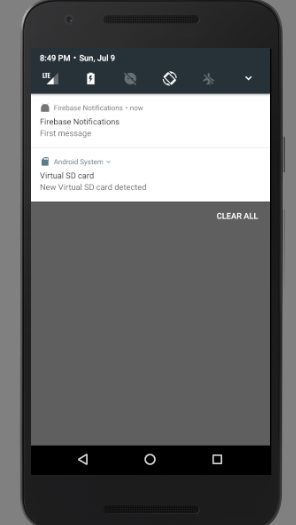 8:49 PM • Sun, Jul 9
LTE
Firebase Notifications • now
Firebase Notifications
First message
Android System
Virtual SD card
New Virtual SD card detected
CLEAR ALL